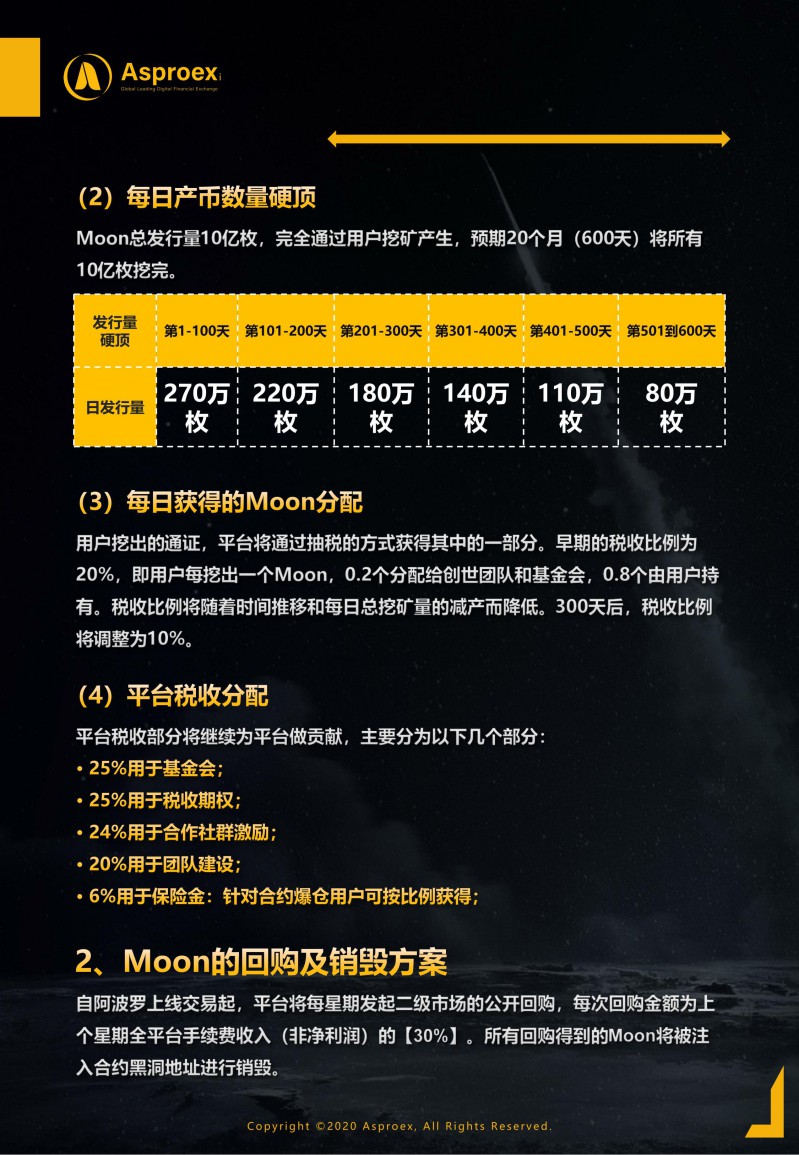 Asproex
Global Leading Digital Financial Exchange
（2）每日产币数量硬顶
Moon总发行量10亿枚，完全通过用户挖矿产生，预期20个月（600天）将所有
10亿枚挖完。
发行量
硬顶
第1-100天
第101-200天
第201-300天
第301-400天
第401-500天
第501到600天
日发行量
270万
枚
220万
枚
180万
枚
140万
枚
110万
枚
80万
枚
（3）每日获得的Moon分配
用户挖出的通证，平台将通过抽税的方式获得其中的一部分。早期的税收比例为
20%，即用户每挖出一个Moon，0.2个分配给创世团队和基金会，0.8个由用户持
有。税收比例将随着时间推移和每日总挖矿量的减产而降低。300天后，税收比例
将调整为10%。
（4）平台税收分配
平台税收部分将继续为平台做贡献，主要分为以下几个部分：
• 25%用于基金会；
• 25%用于税收期权；
• 24%用于合作社群激励；
• 20%用于团队建设；
• 6%用于保险金：针对合约爆仓用户可按比例获得；
2、Moon的回购及销毁方案
自阿波罗上线交易起，平台将每星期发起二级市场的公开回购，每次回购金额为上
个星期全平台手续费收入（非净利润）的【30%】。所有回购得到的Moon将被注
入合约黑洞地址进行销毁。
Copyright ©2020 Asproex, All Rights Reserved.